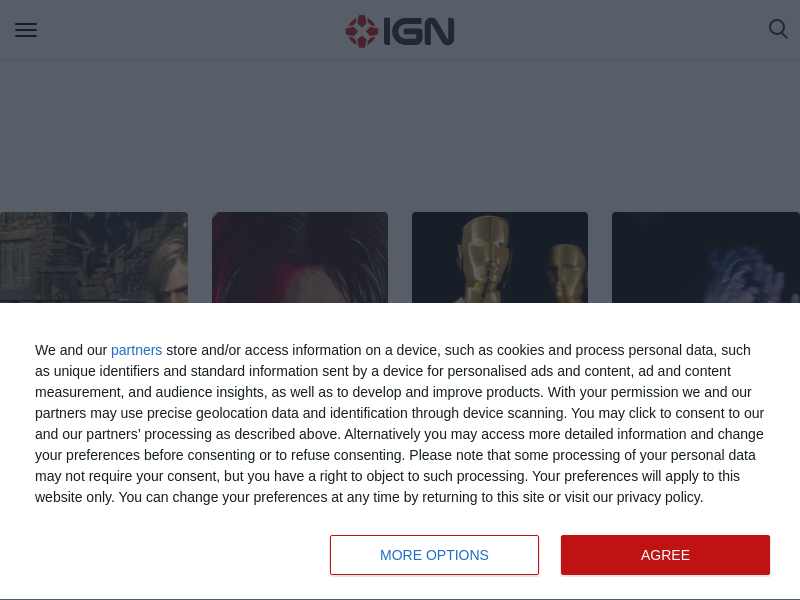 IGN
We and our partners store and/or access information on a device, such as cookies and process personal data, such
as unique identifiers and standard information sent by a device for personalised ads and content, ad and content
measurement, and audience insights, as well as to develop and improve products. With your permission we and our
partners may use precise geolocation data and identification through device scanning. You may click to consent to our
and our partners’ processing as described above. Alternatively you may access more detailed information and change
your preferences before consenting or to refuse consenting. Please note that some processing of your personal data
may not require your consent, but you have a right to object to such processing. Your preferences will apply to this
website only. You can change your preferences at any time by returning to this site or visit our privacy policy.
MORE OPTIONS
AGREE